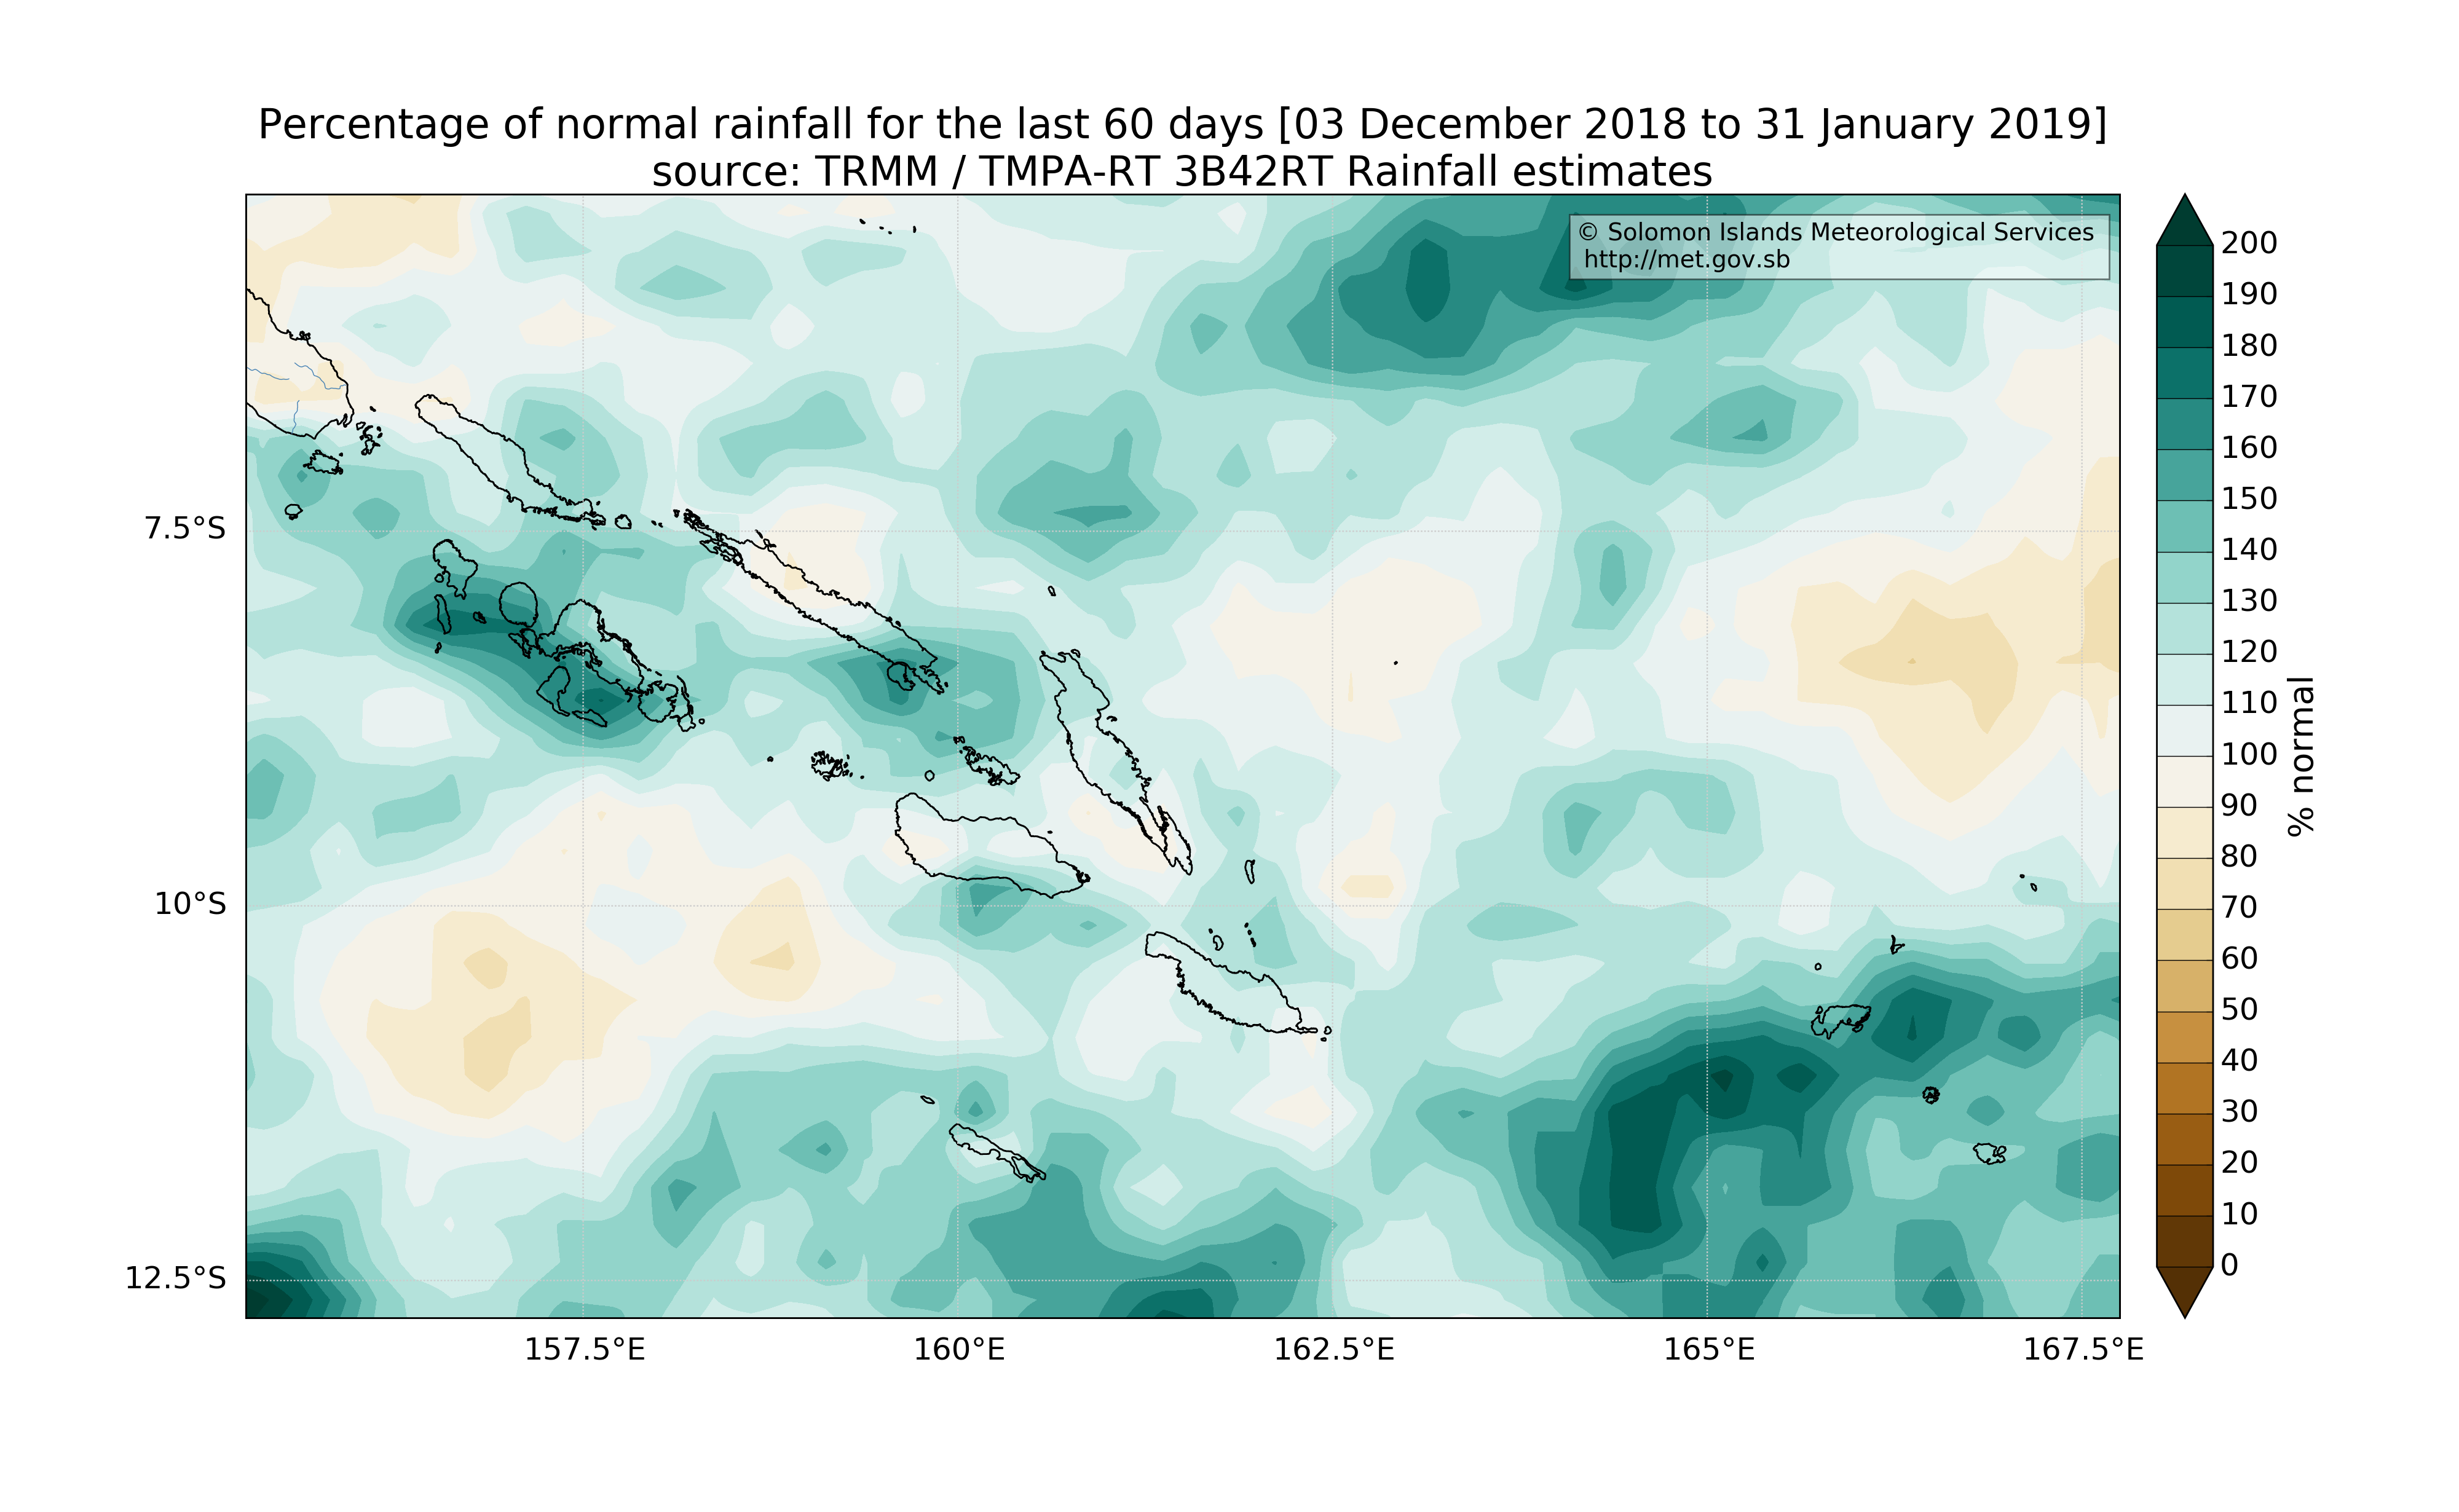 Percentage of normal rainfall for the last 60 days [03 December 2018 to 31 January 2019]
source: TRMM / TMPA-RT 3B42RT Rainfall estimates
© Solomon Islands Meteorological Services
http://met.gov.sb
7.5°S
10°S
12.5°S
157.5°E
160°E
162.5°E
165°E
167.5°E
200
190
180
170
160
150
140
130
120
110
100
90
80
70
60
50
40
30
20
10
0
% normal